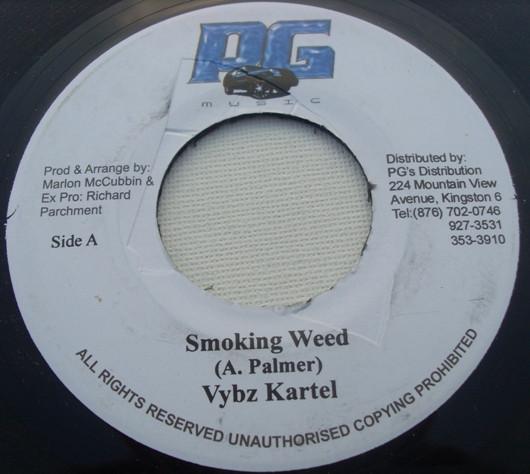 PG
MUSIC
Prod & Arrange by:
Marlon McCubbin &
Ex Pro: Richard
Parchment
Side A
Distributed by:
PG's Distribution
224 Mountain View
Avenue, Kingston 6
Tel:(876) 702-0746
927-3531
353-3910
Smoking Weed
(A. Palmer)
Vybz Kartel
ALL RIGHTS RESERVED UNAUTHORISED COPYING PROHIBITED